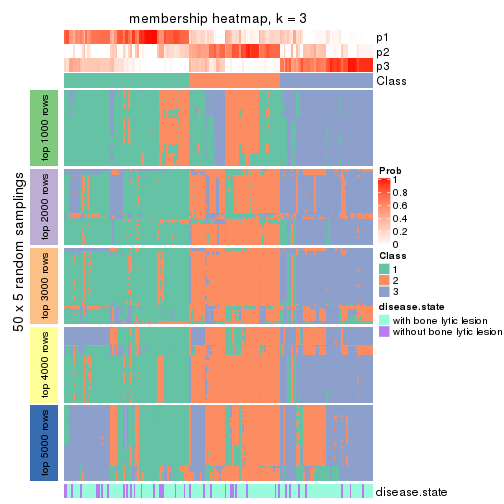 membership heatmap, k = 3
p1
p2
p3
Class
50 x 5 random samplings
top 1000 rows
top 2000 rows
top 3000 rows
top 4000 rows
top 5000 rows
disease.state
Prob
1
0.8
0.6
0.4
0.2
0
Class
1
2
3
disease.state
with bone lytic lesion
without bone lytic lesion